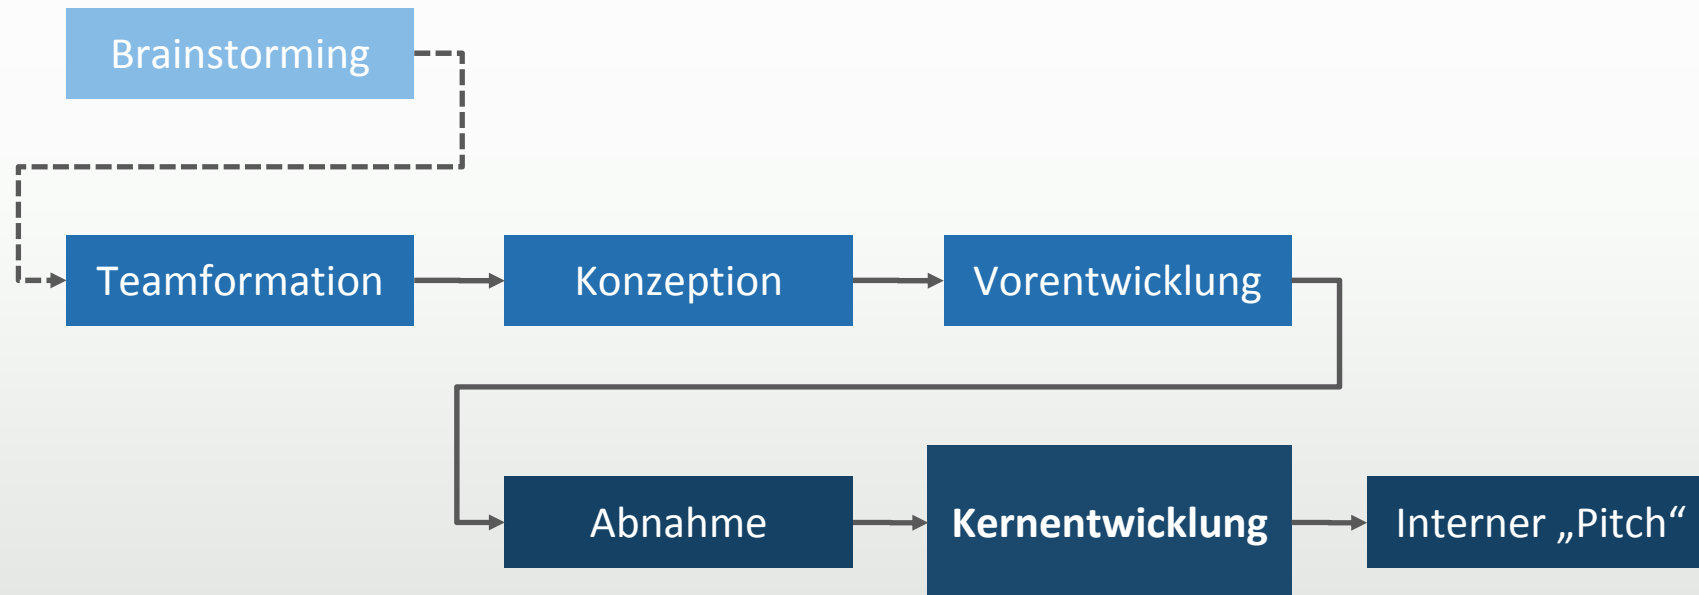 Brainstorming
Teamformation
Konzeption
Vorentwicklung
Abnahme
Kernentwicklung
Interner „Pitch“